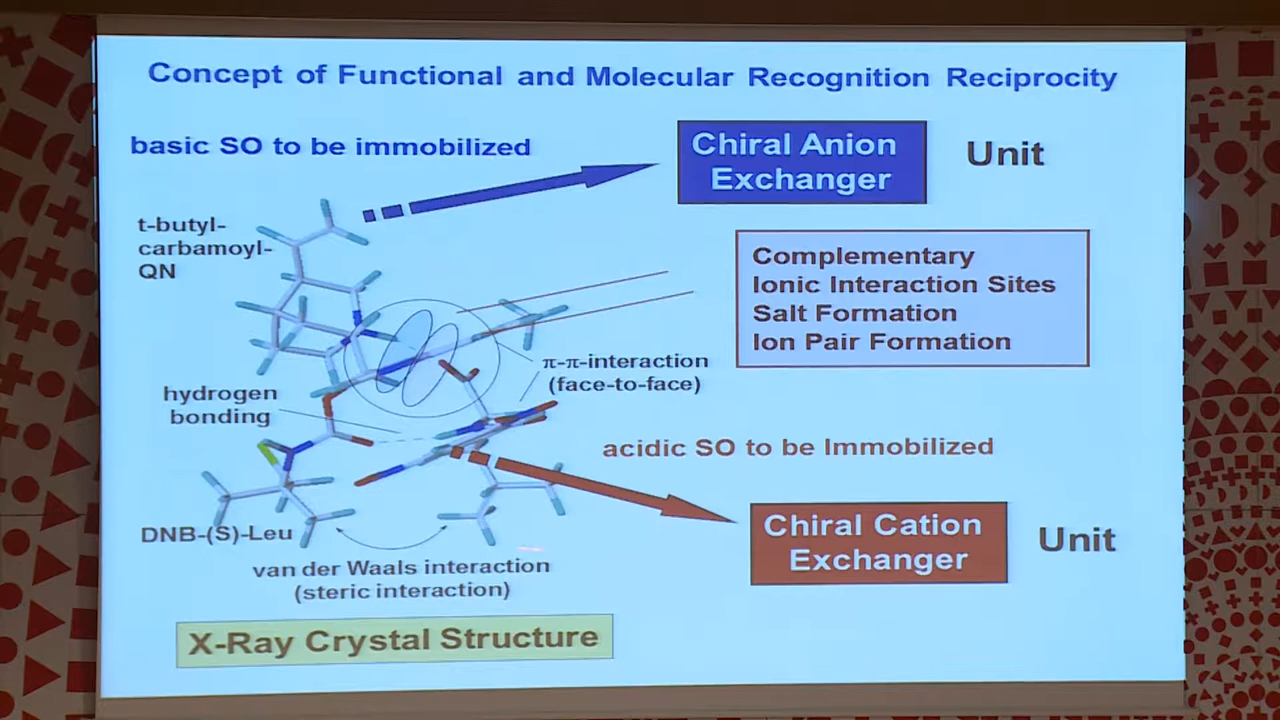 Concept of Functional and Molecular Recognition Reciprocity
basic SO to be immobilized
Chiral Anion
Exchanger
Unit
t-butyl-
carbamoyl-
QN
Complementary
Ionic Interaction Sites
Salt Formation
Ion Pair Formation
π-π-interaction
(face-to-face)
hydrogen
bonding
acidic SO to be Immobilized
DNB-(S)-Leu
Chiral Cation
Exchanger
Unit
van der Waals interaction
(steric interaction)
X-Ray Crystal Structure